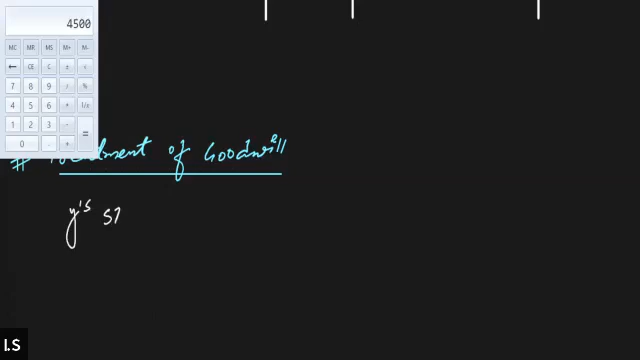 4500
MC MR MS M+ M-
← CE C ± √
7 8 9 / %
4 5 6 * 1/x
1 2 3 - =
0 . +
# Treatment of Goodwill
y's
I.S